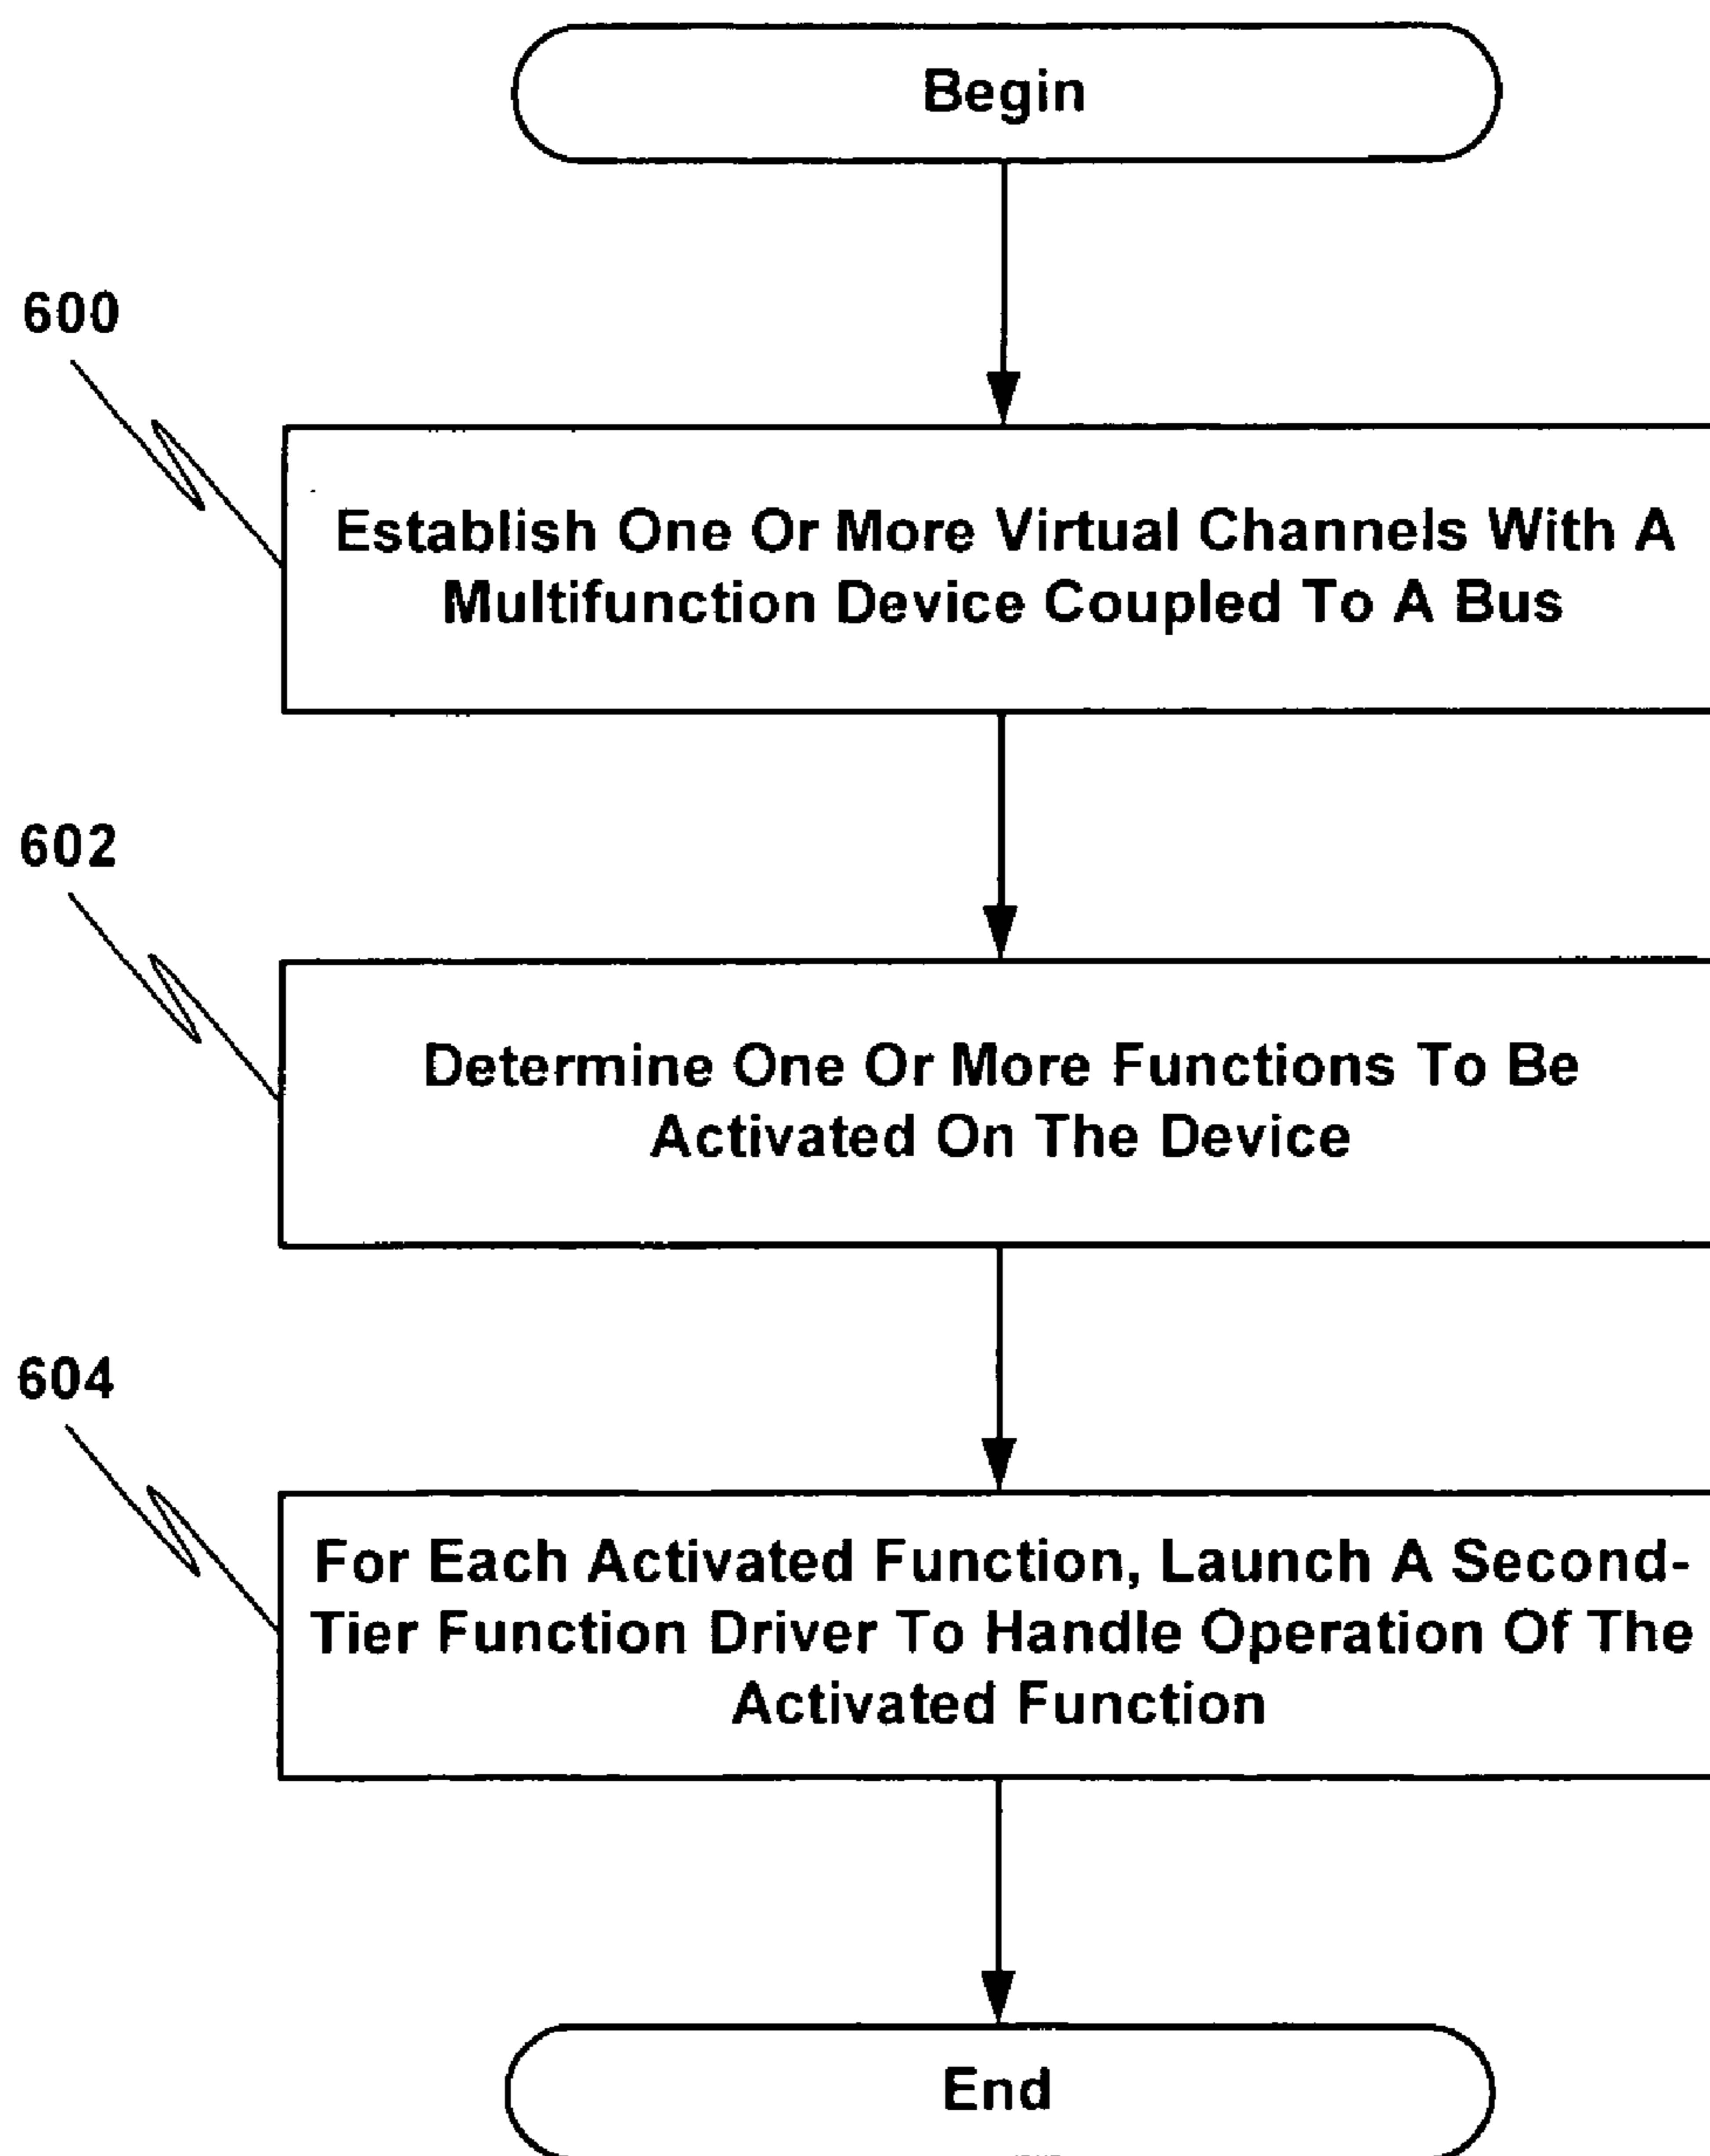 Begin
600
Establish One Or More Virtual Channels With A
Multifunction Device Coupled To A Bus
602
Determine One Or More Functions To Be
Activated On The Device
604
For Each Activated Function, Launch A Second-
Tier Function Driver To Handle Operation Of The
Activated Function
End